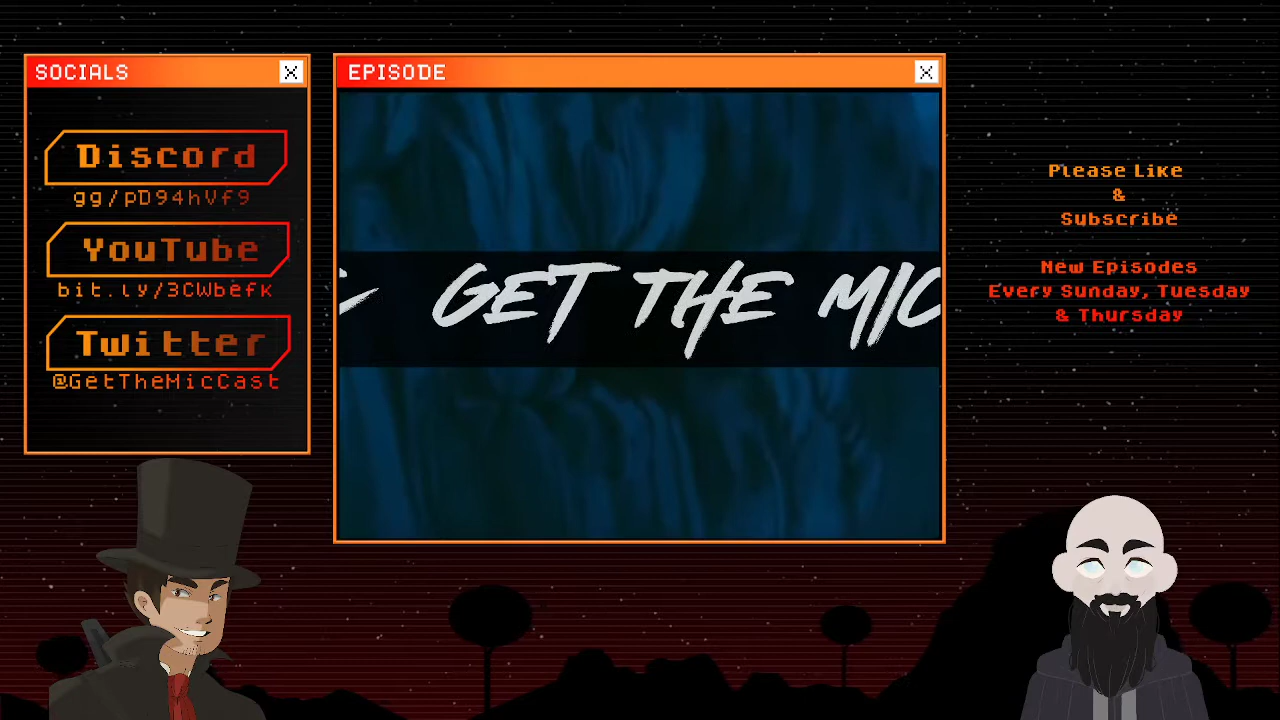 SOCIALS
Discord
gg/pD94hVf9
YouTube
bit.ly/3CWbefk
Twitter
@GetTheMicCast
EPISODE
GET THE MIC
Please Like
&
Subscribe
New Episodes
Every Sunday, Tuesday
& Thursday